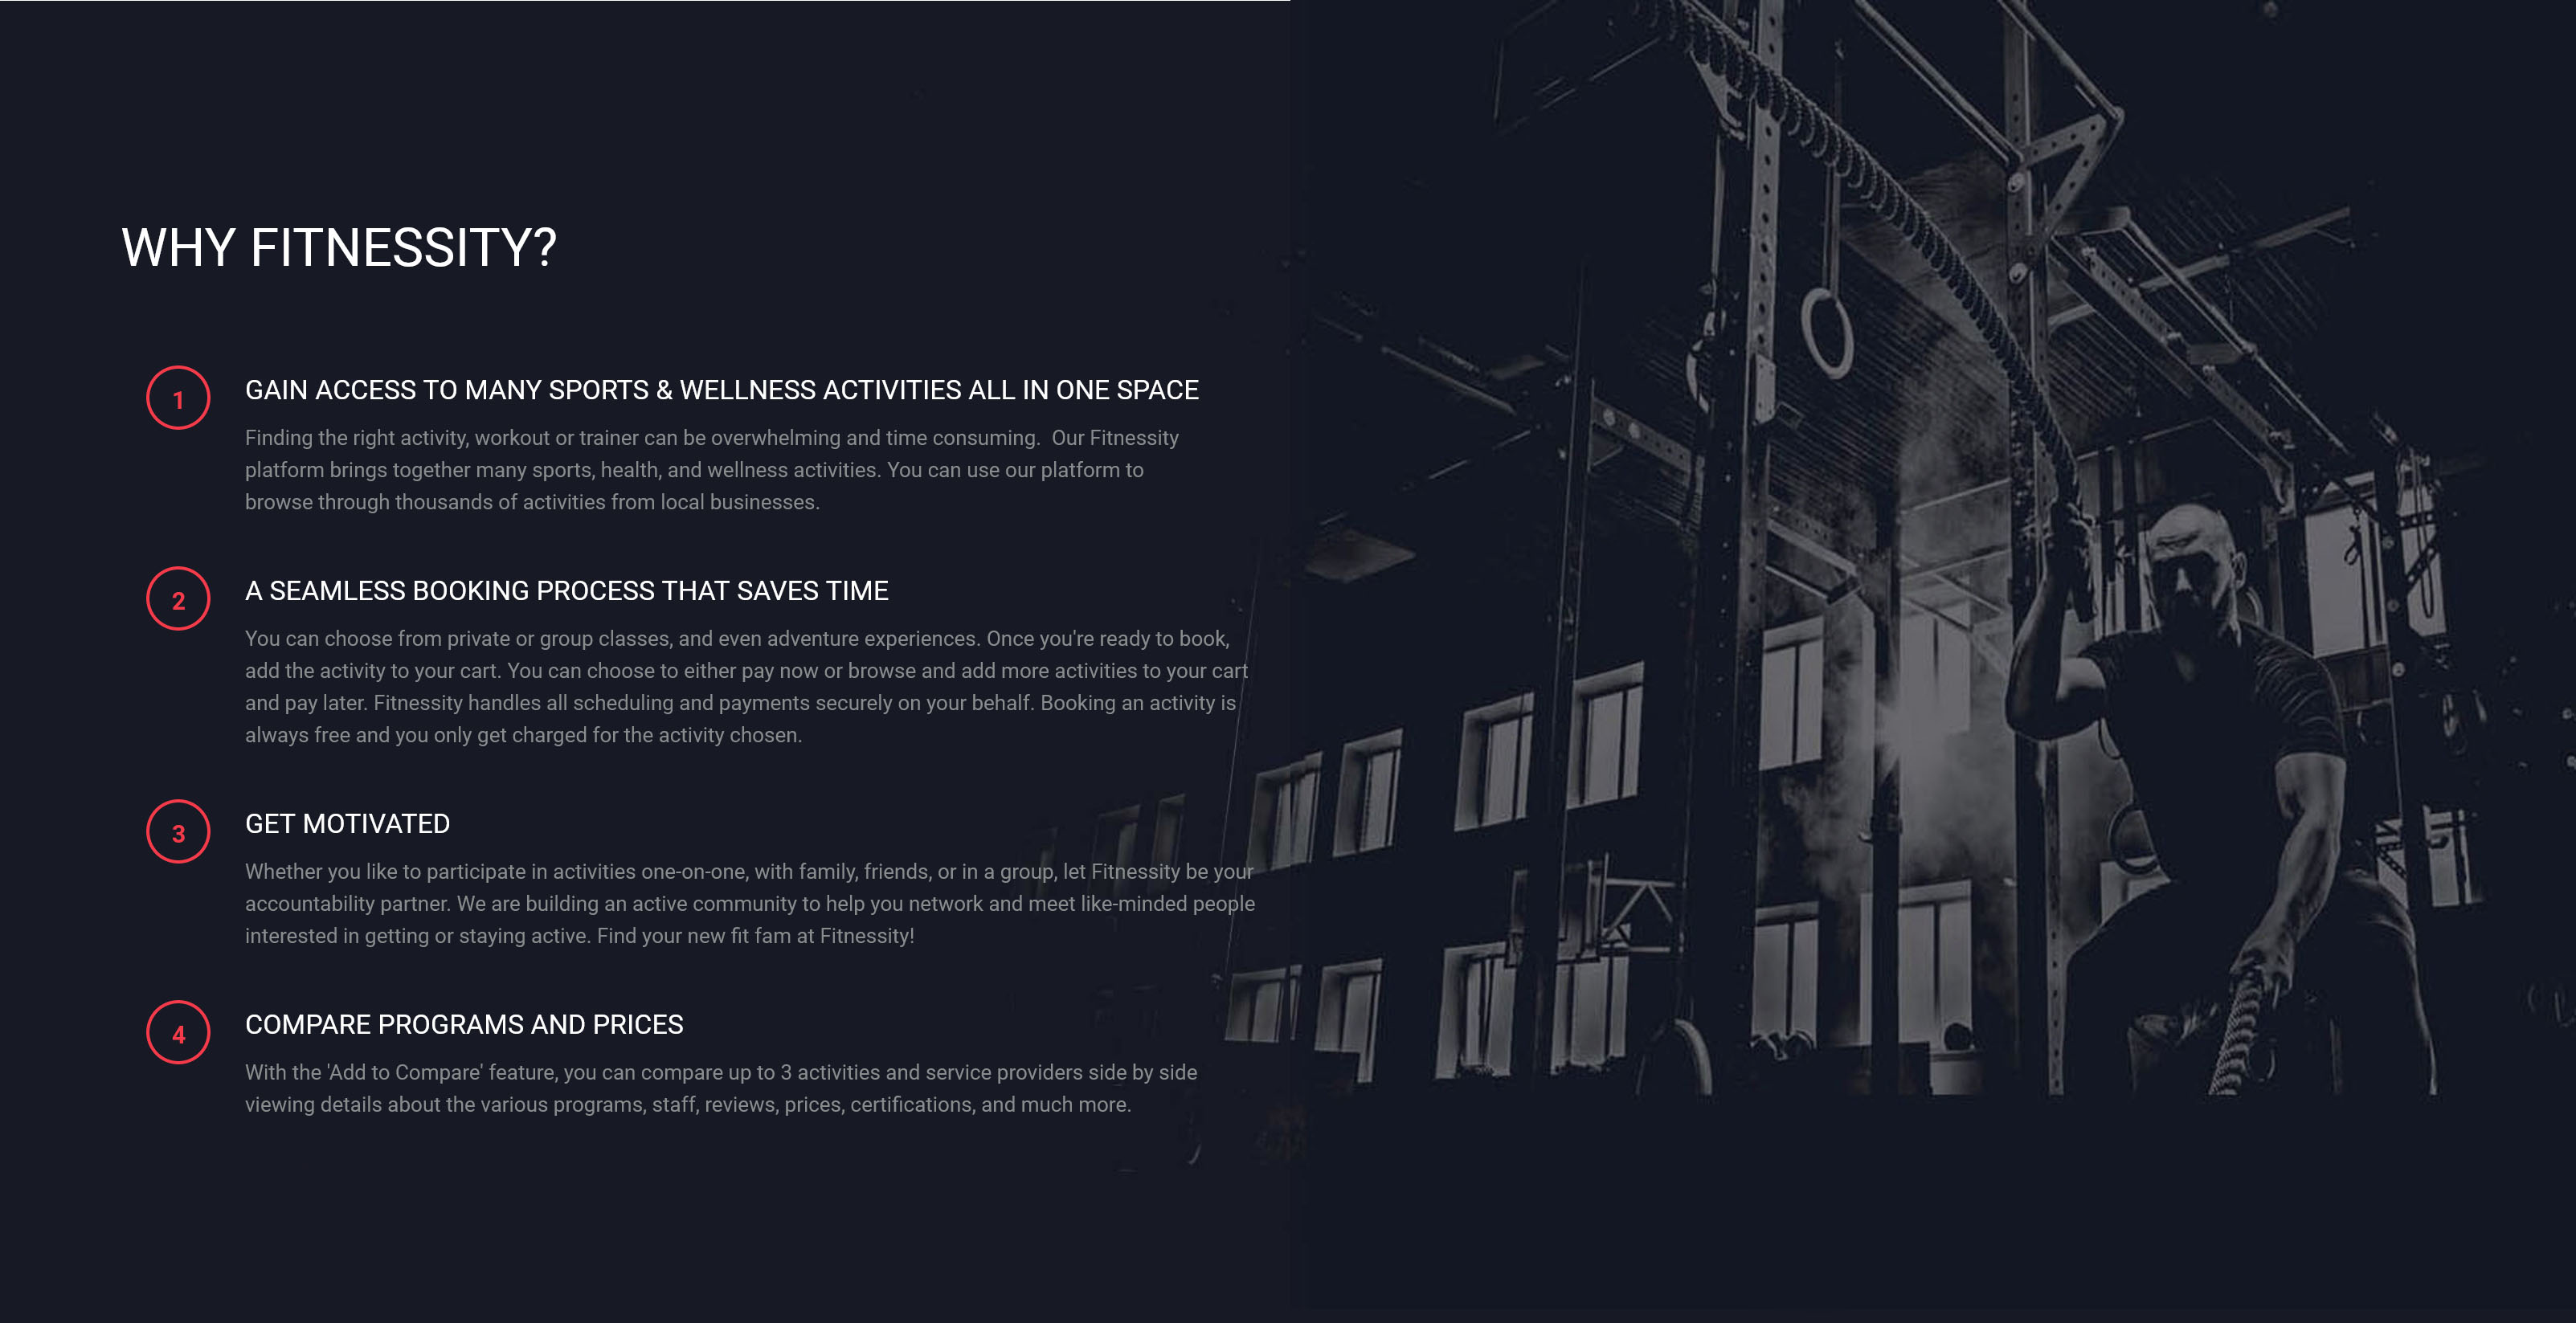 WHY FITNESSITY?
1
GAIN ACCESS TO MANY SPORTS & WELLNESS ACTIVITIES ALL IN ONE SPACE
Finding the right activity, workout or trainer can be overwhelming and time consuming.  Our Fitnessity
platform brings together many sports, health, and wellness activities. You can use our platform to
browse through thousands of activities from local businesses.
2
A SEAMLESS BOOKING PROCESS THAT SAVES TIME
You can choose from private or group classes, and even adventure experiences. Once you're ready to book,
add the activity to your cart. You can choose to either pay now or browse and add more activities to your cart
and pay later. Fitnessity handles all scheduling and payments securely on your behalf. Booking an activity is
always free and you only get charged for the activity chosen.
3
GET MOTIVATED
Whether you like to participate in activities one-on-one, with family, friends, or in a group, let Fitnessity be your
accountability partner. We are building an active community to help you network and meet like-minded people
interested in getting or staying active. Find your new fit fam at Fitnessity!
4
COMPARE PROGRAMS AND PRICES
With the 'Add to Compare' feature, you can compare up to 3 activities and service providers side by side
viewing details about the various programs, staff, reviews, prices, certifications, and much more.